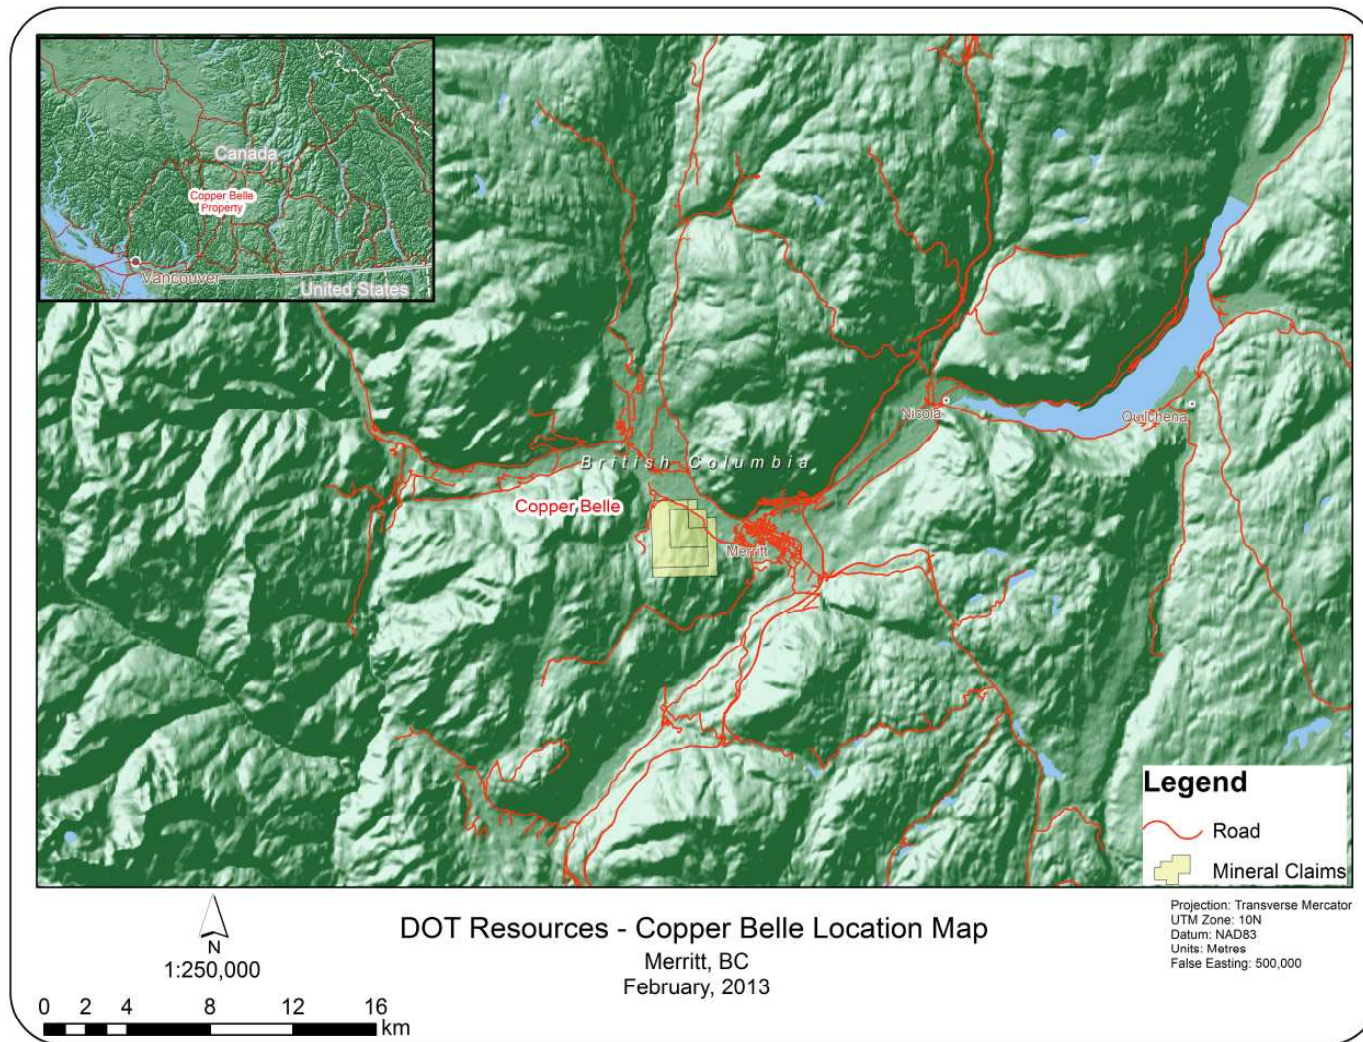 Canada
Copper Belle
Property
Vancouver
United States
Nicola
Quilchena
British Columbia
Copper Belle
Merritt
Legend
Road
Mineral Claims
N
1:250,000
0 2 4 8 12 16
km
DOT Resources - Copper Belle Location Map
Merritt, BC
February, 2013
Projection: Transverse Mercator
UTM Zone: 10N
Datum: NAD83
Units: Metres
False Easting: 500,000